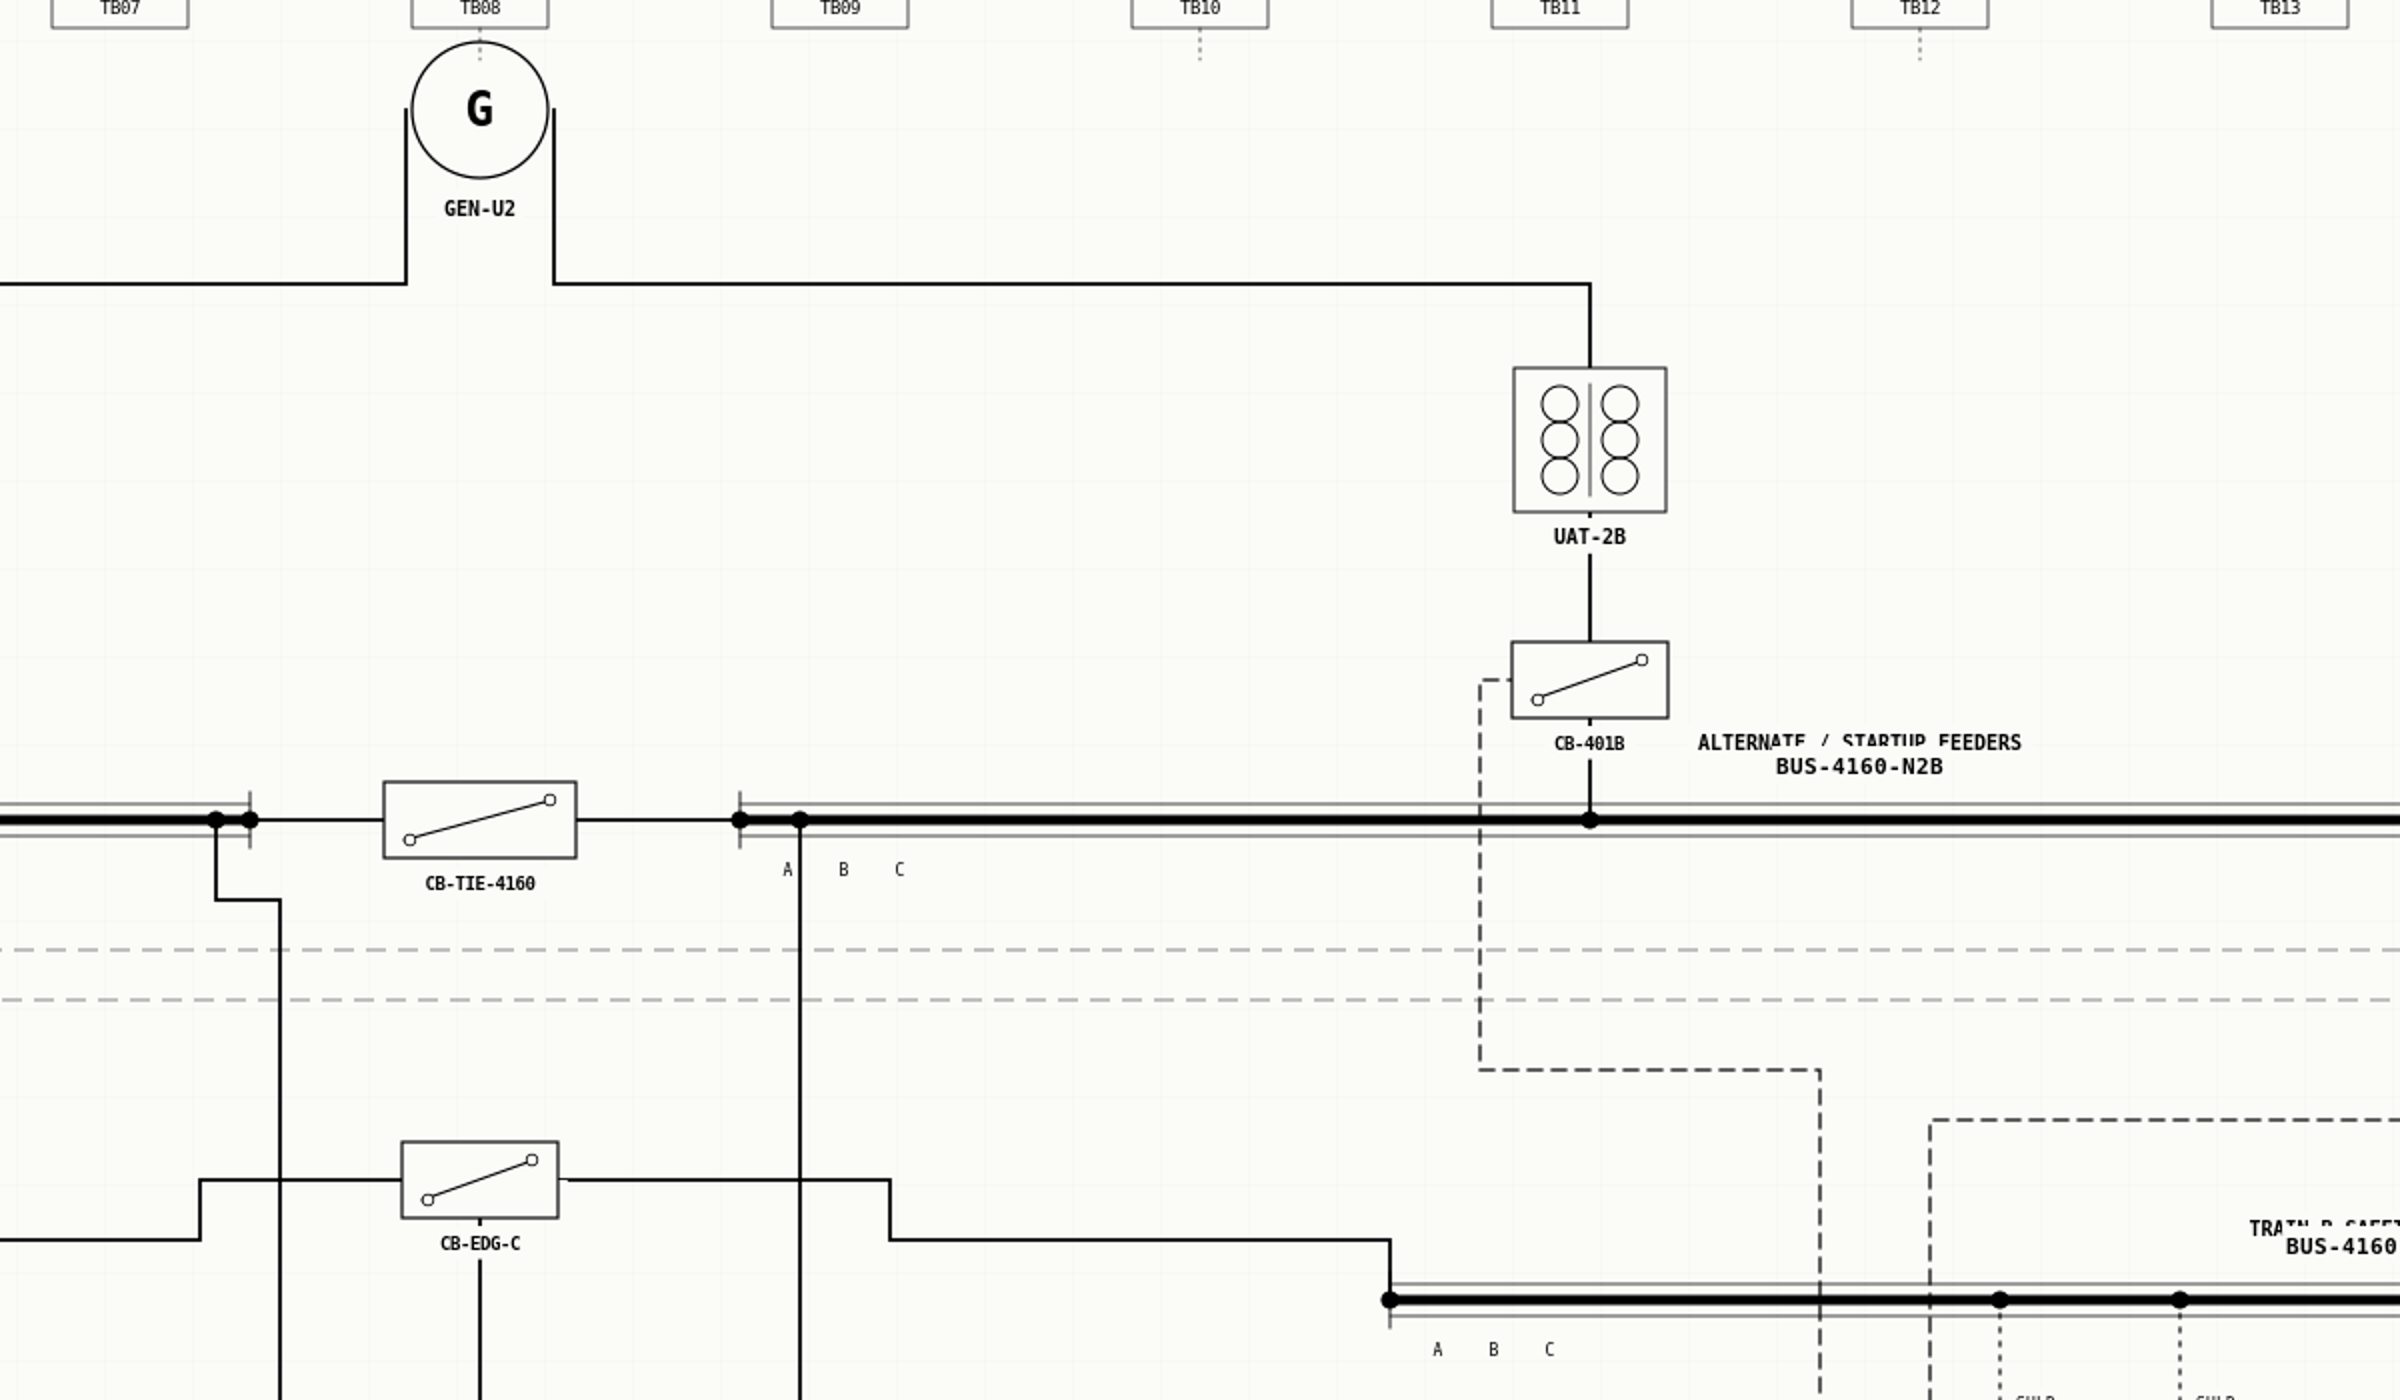 TB07 TB08 TB09 TB10 TB11 TB12 TB13
G
GEN-U2
UAT-2B
CB-401B
ALTERNATE / STARTUP FEEDERS
BUS-4160-N2B
CB-TIE-4160
A B C
CB-EDG-C
BUS-4160
A B C